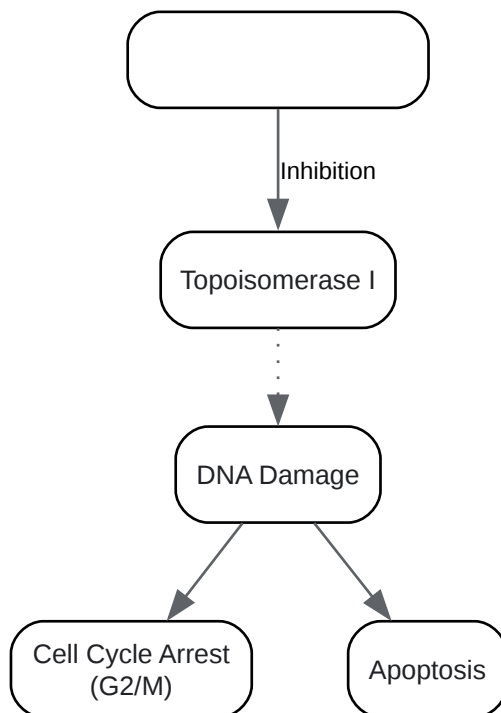 Inhibition
Topoisomerase I
DNA Damage
Cell Cycle Arrest
(G2/M)
Apoptosis